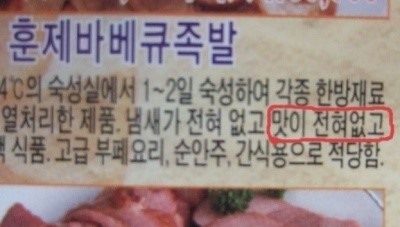 훈제바베큐족발
4℃의 숙성실에서 1~2일 숙성하여 각종 한방재료
열처리한 제품. 냄새가 전혀 없고 맛이 전혀없고
식품. 고급 부페요리, 순안주, 간식용으로 적당함.